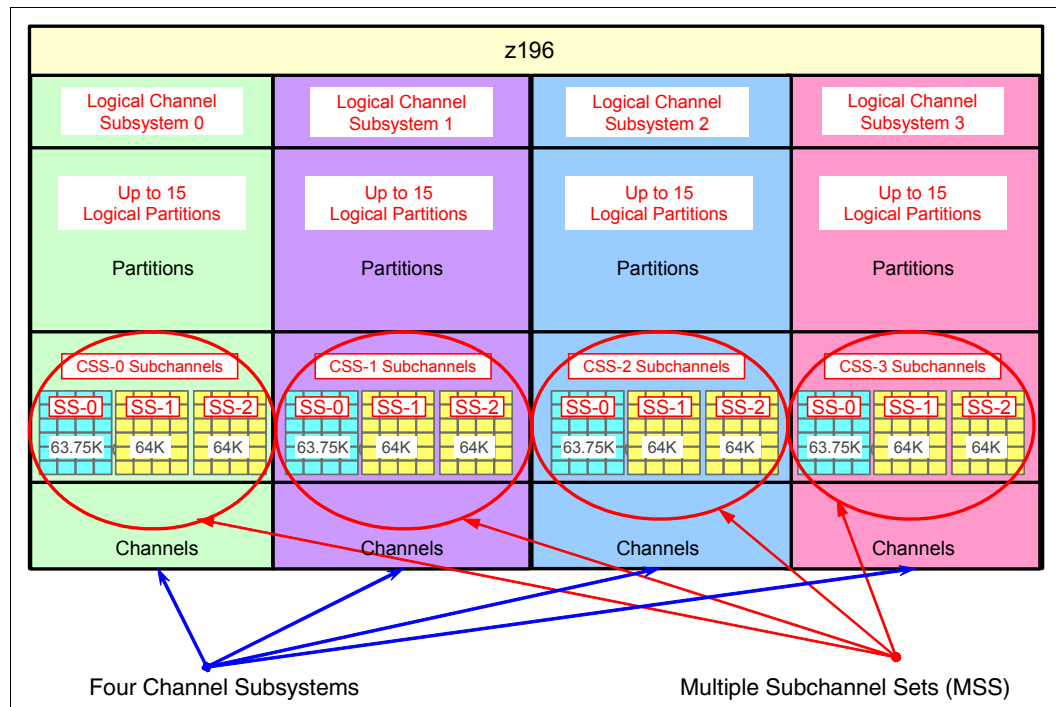 z196
Logical Channel
Subsystem 0
Logical Channel
Subsystem 1
Logical Channel
Subsystem 2
Logical Channel
Subsystem 3
Up to 15
Logical Partitions
Up to 15
Logical Partitions
Up to 15
Logical Partitions
Up to 15
Logical Partitions
Partitions
Partitions
Partitions
Partitions
CSS-0 Subchannels
SS-0 SS-1 SS-2
63.75K 64K 64K
CSS-1 Subchannels
SS-0 SS-1 SS-2
63.75K 64K 64K
CSS-2 Subchannels
SS-0 SS-1 SS-2
63.75K 64K 64K
CSS-3 Subchannels
SS-0 SS-1 SS-2
63.75K 64K 64K
Channels
Channels
Channels
Channels
Four Channel Subsystems
Multiple Subchannel Sets (MSS)